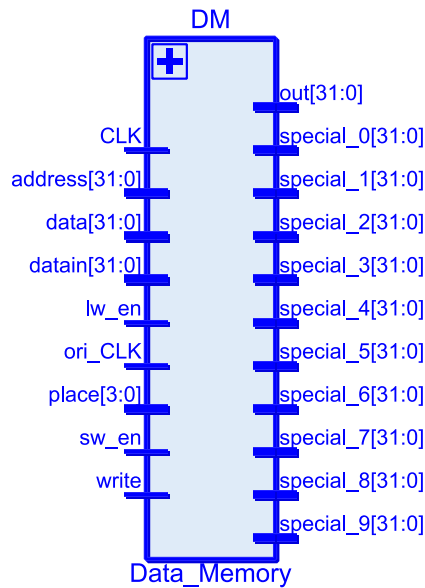 DM
out[31:0]
CLK
special_0[31:0]
address[31:0]
special_1[31:0]
data[31:0]
special_2[31:0]
datain[31:0]
special_3[31:0]
lw_en
special_4[31:0]
ori_CLK
special_5[31:0]
place[3:0]
special_6[31:0]
sw_en
special_7[31:0]
write
special_8[31:0]
special_9[31:0]
Data_Memory